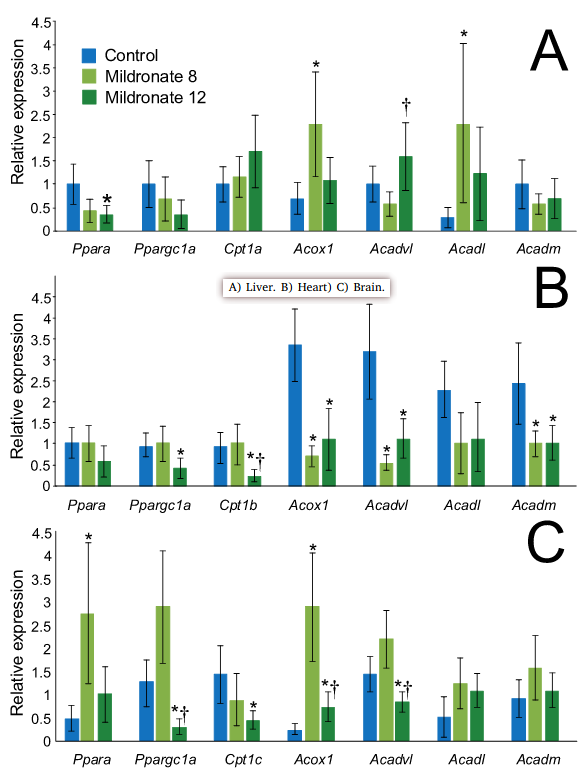 A
Relative expression
4.5
4
3.5
3
2.5
2
1.5
1
0.5
0
Control
Mildronate 8
Mildronate 12
* * † *
Ppara Ppargc1a Cpt1a Acox1 Acadvl Acadl Acadm
A) Liver. B) Heart) C) Brain.
B
Relative expression
4.5
4
3.5
3
2.5
2
1.5
1
0.5
0
* *† * * * * * *
Ppara Ppargc1a Cpt1b Acox1 Acadvl Acadl Acadm
C
Relative expression
4.5
4
3.5
3
2.5
2
1.5
1
0.5
0
* *† * * *† *†
Ppara Ppargc1a Cpt1c Acox1 Acadvl Acadl Acadm